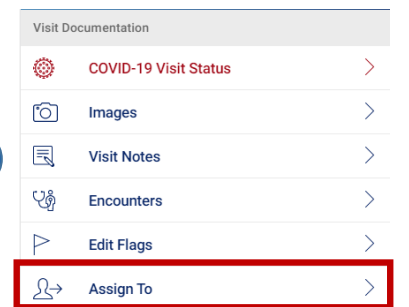 Visit Documentation
COVID-19 Visit Status
Images
Visit Notes
Encounters
Edit Flags
Assign To